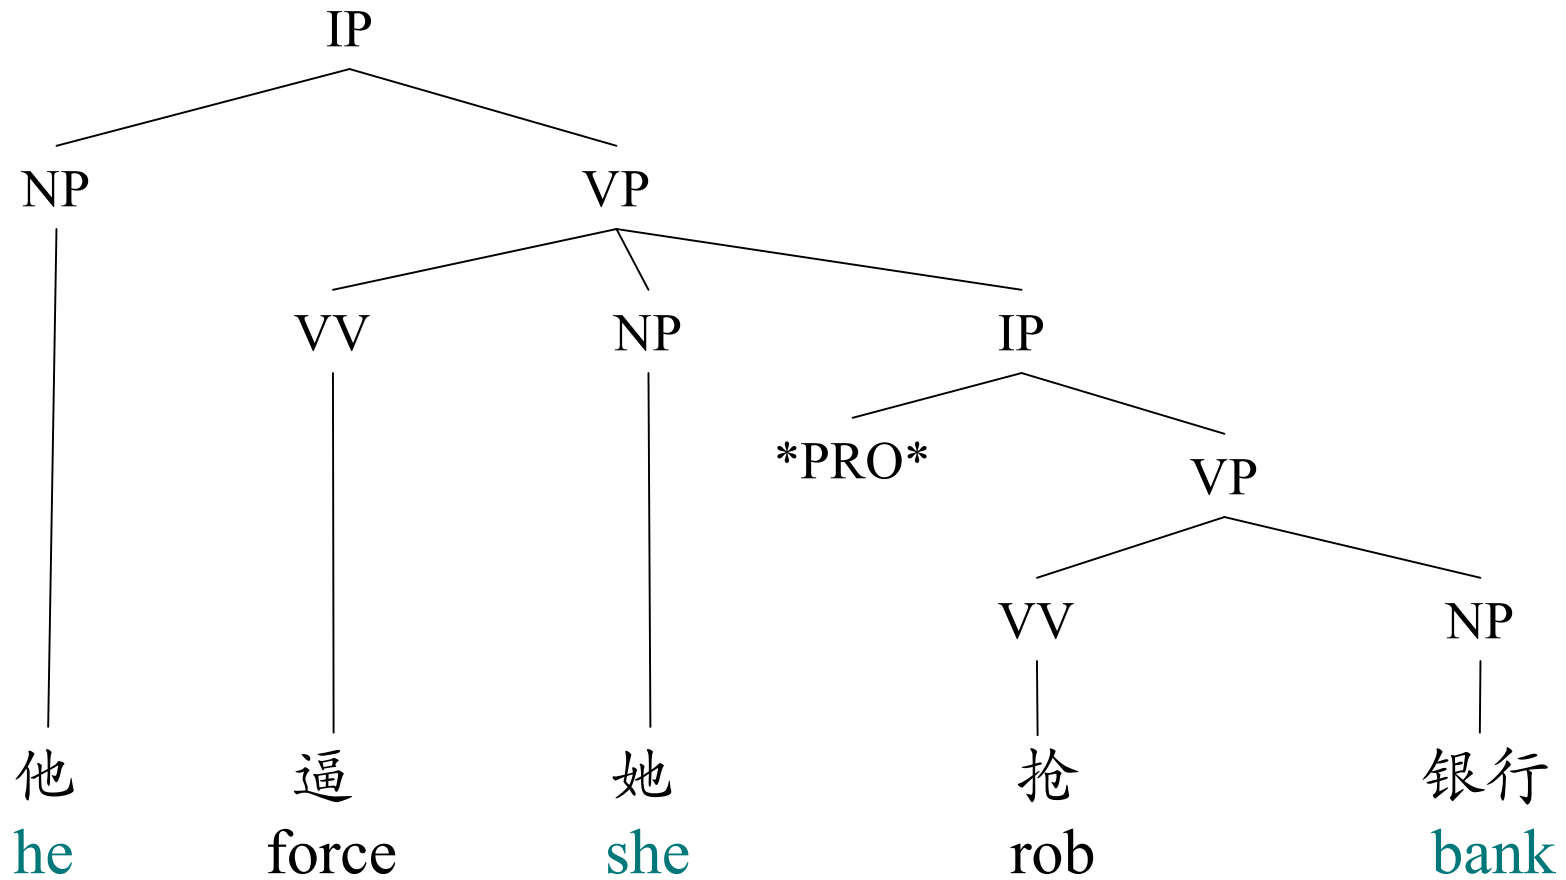 IP
NP VP
VV NP IP
*PRO* VP
VV NP
他 逼 她 抢 银行
he force she rob bank